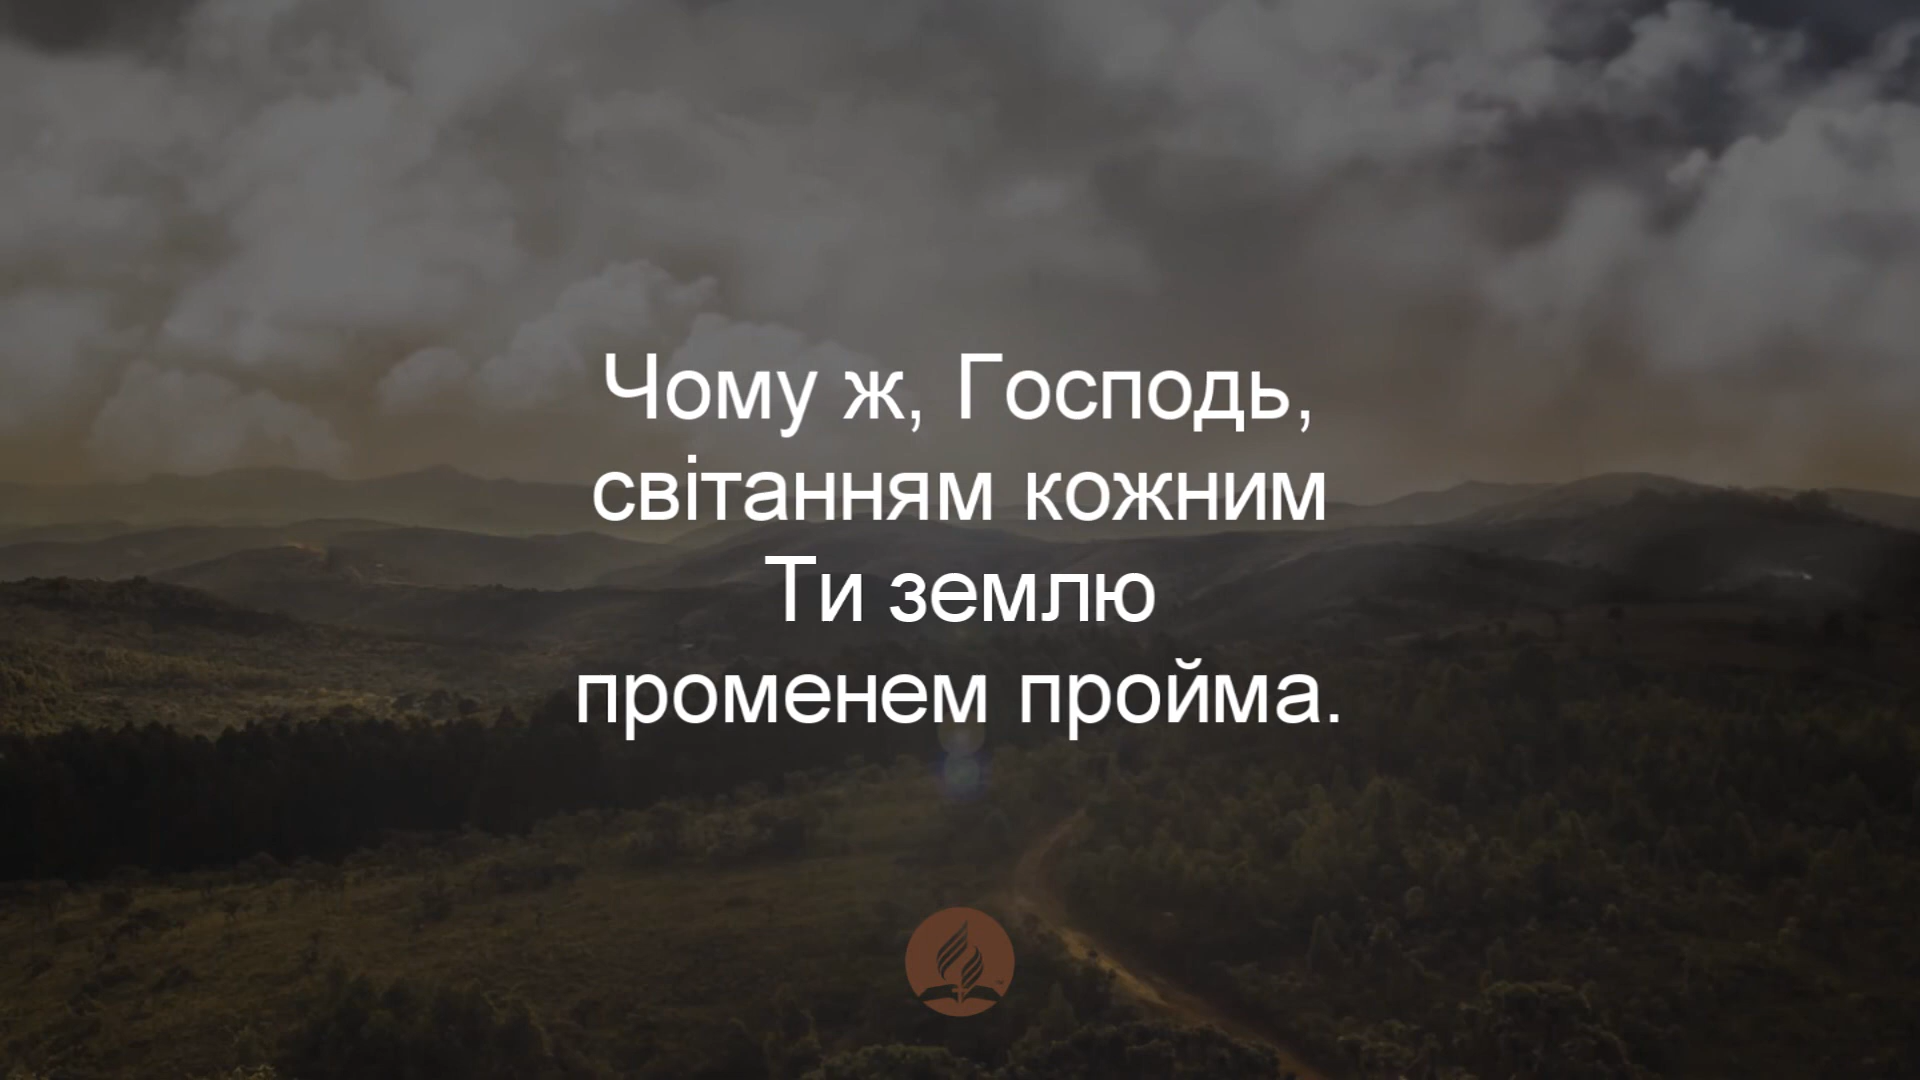 Чому ж, Господь,
світанням кожним
Ти землю
променем пройма.